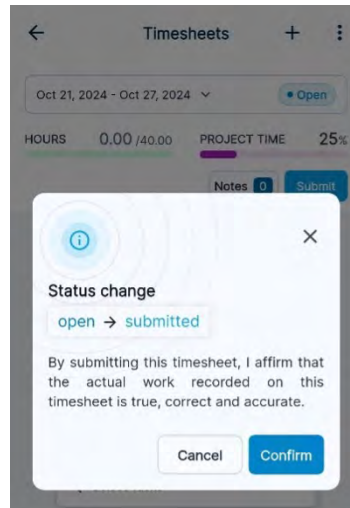 Timesheets
Oct 21, 2024 - Oct 27, 2024
Open
HOURS 0.00 /40.00 PROJECT TIME 25%
Notes 0 Submit
Status change
open → submitted
By submitting this timesheet, I affirm that
the actual work recorded on this
timesheet is true, correct and accurate.
Cancel Confirm